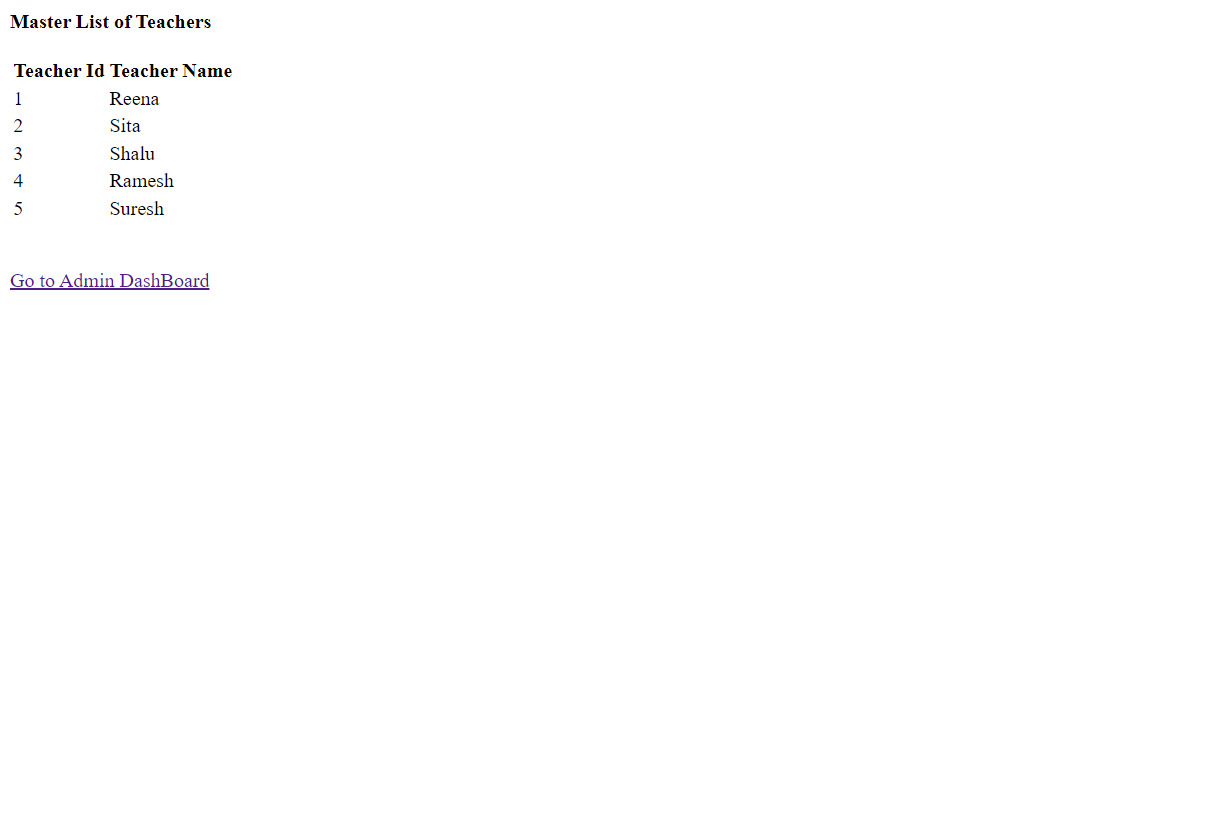 Master List of Teachers
Teacher Id Teacher Name
1 Reena
2 Sita
3 Shalu
4 Ramesh
5 Suresh
Go to Admin DashBoard